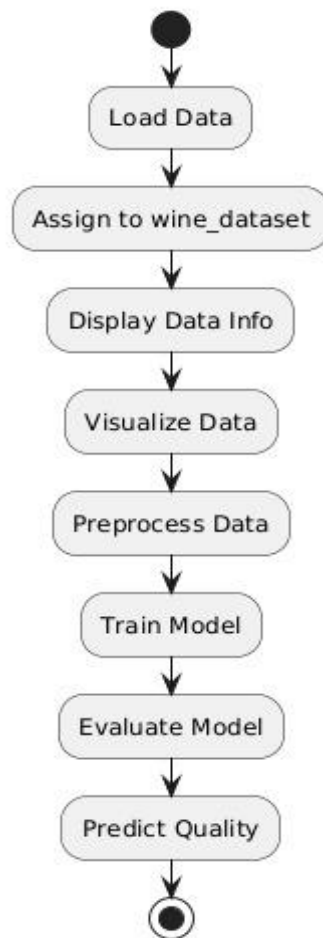 Load Data
Assign to wine_dataset
Display Data Info
Visualize Data
Preprocess Data
Train Model
Evaluate Model
Predict Quality